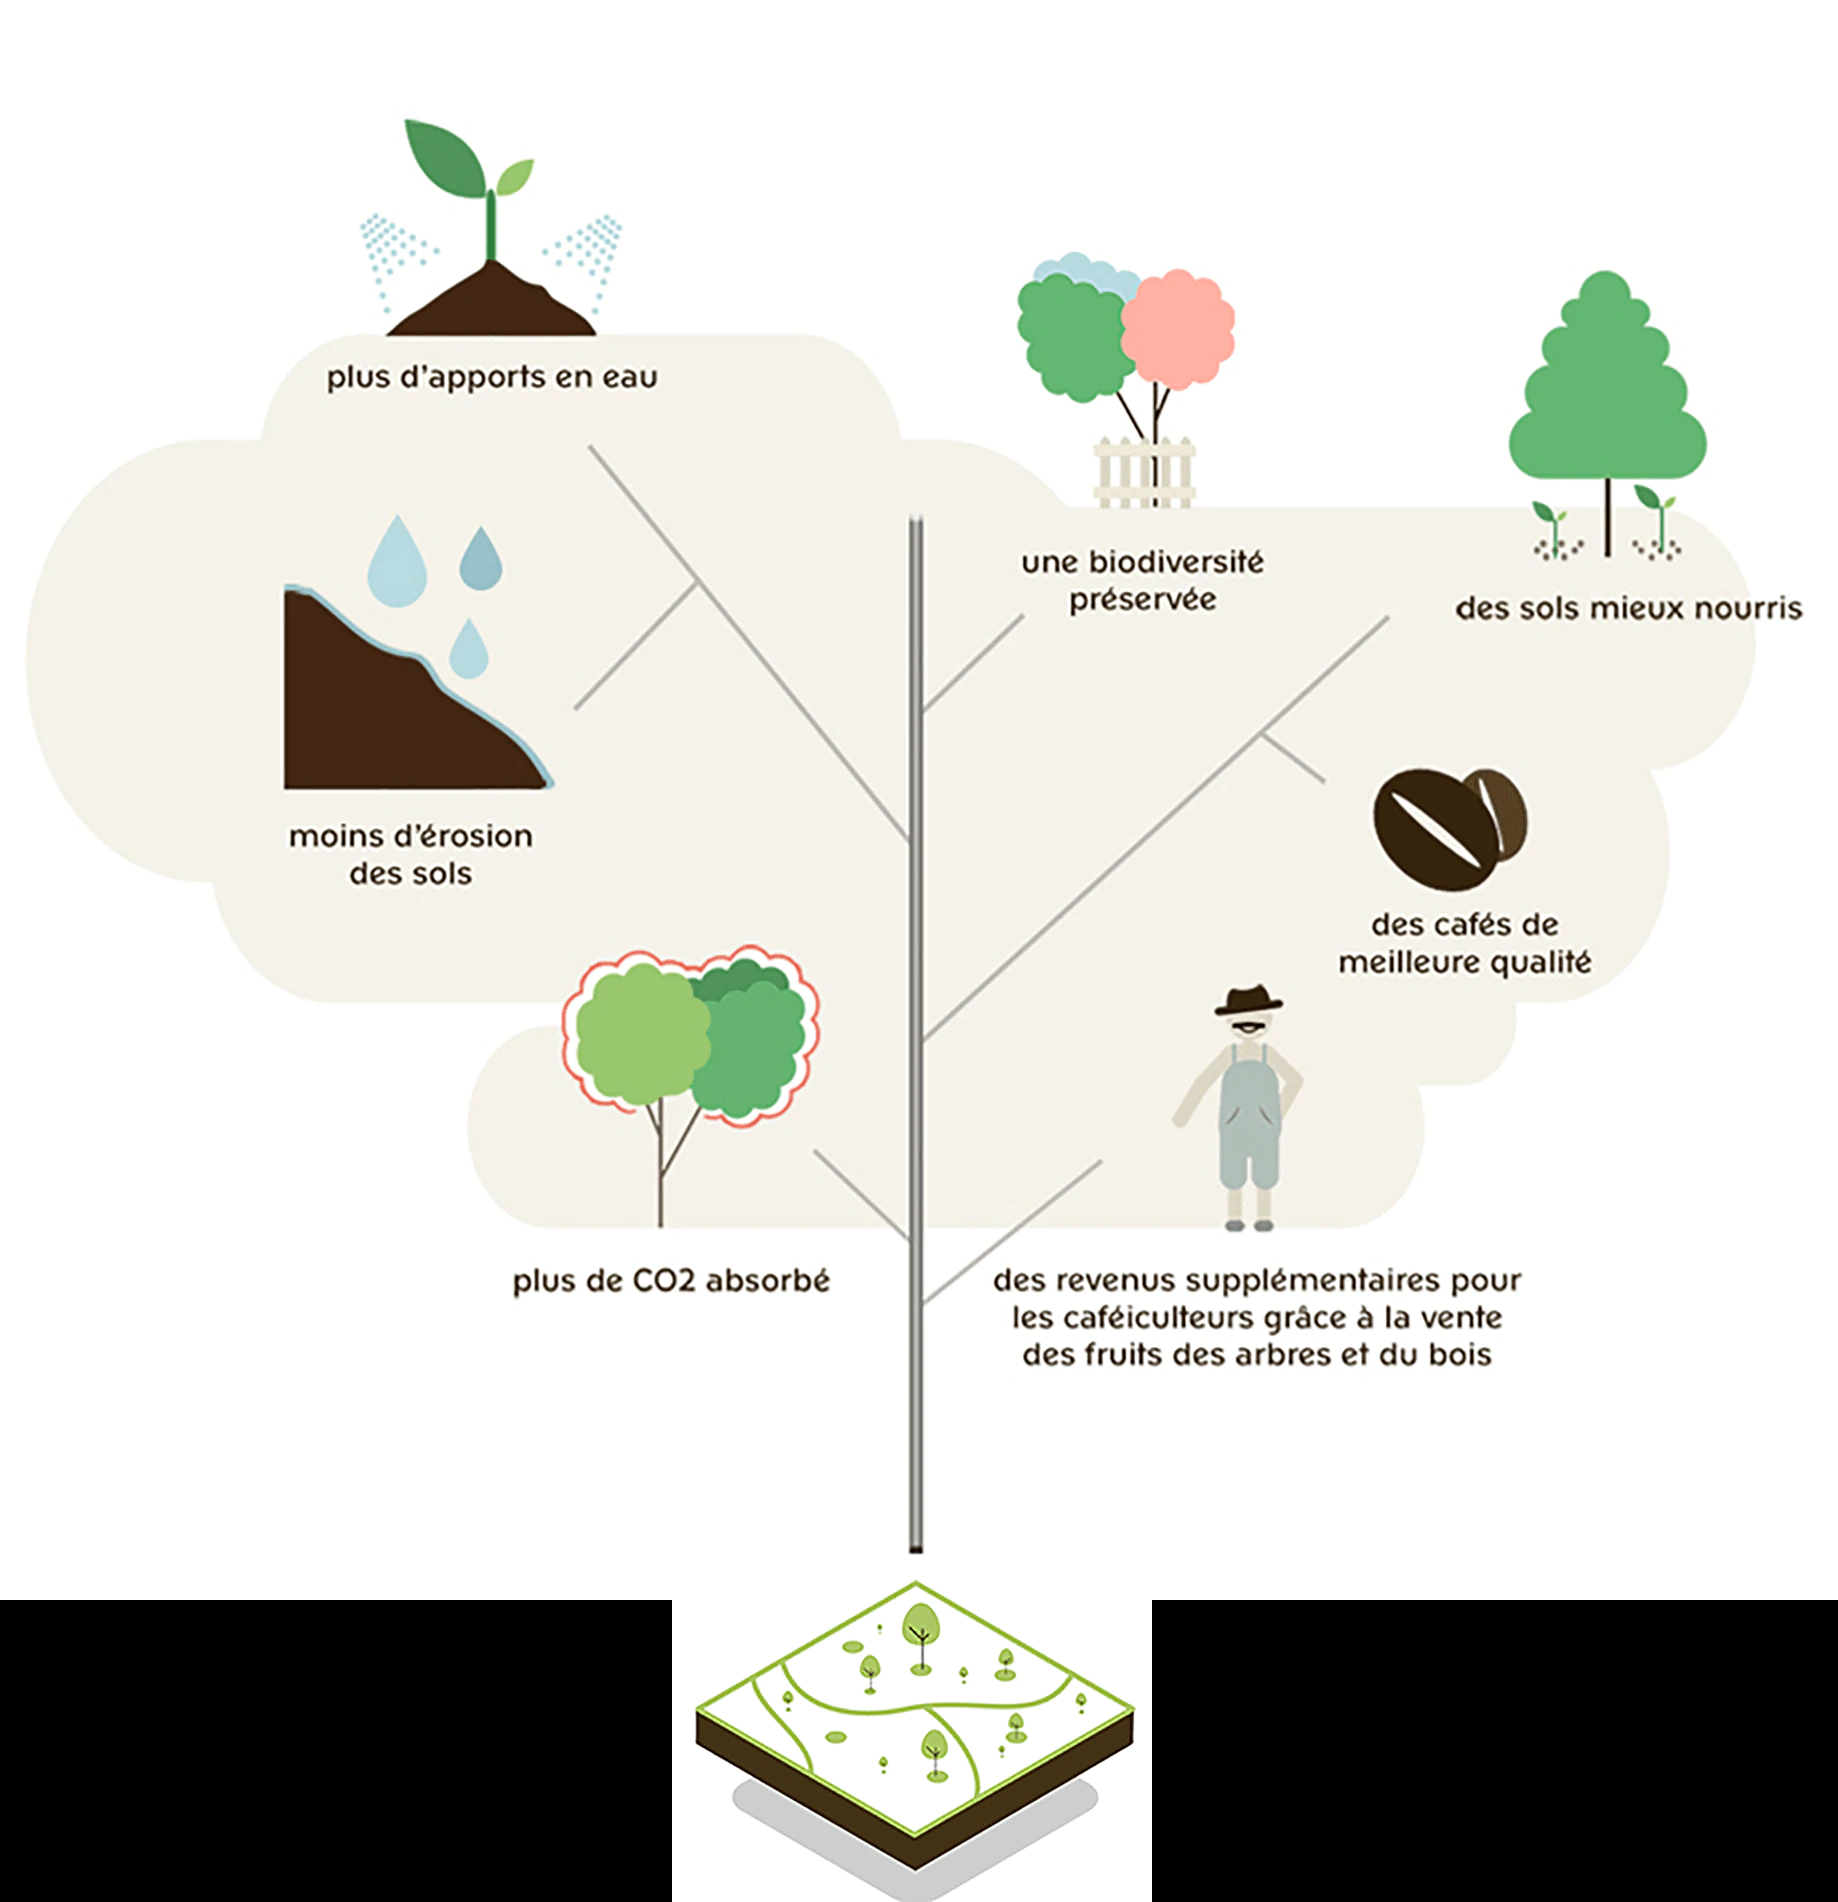 plus d'apports en eau
une biodiversité
préservée
des sols mieux nourris
moins d'érosion
des sols
des cafés de
meilleure qualité
plus de CO2 absorbé
des revenus supplémentaires pour
les caféiculteurs grâce à la vente
des fruits des arbres et du bois